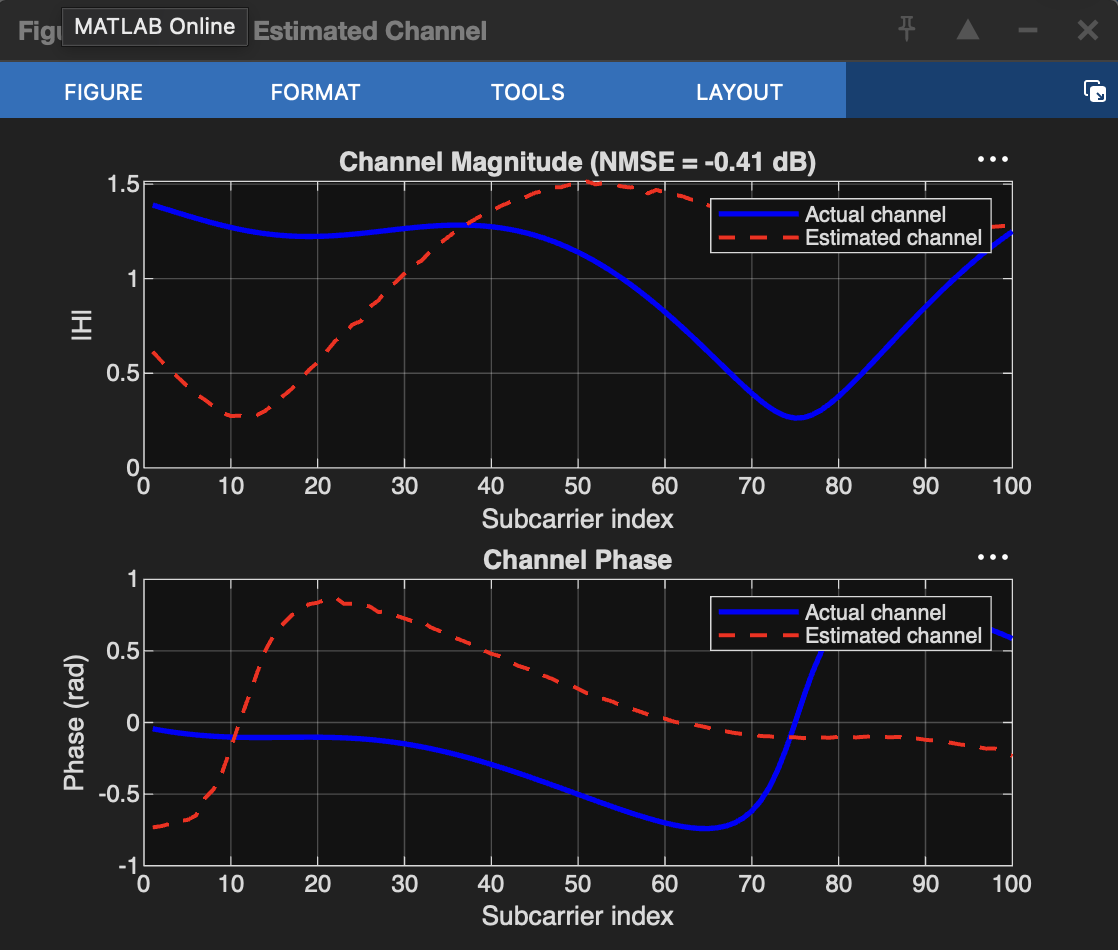 Figu
MATLAB Online
Estimated Channel
FIGURE FORMAT TOOLS LAYOUT
Channel Magnitude (NMSE = -0.41 dB)
Actual channel
Estimated channel
1.5
1
0.5
0
|H|
0 10 20 30 40 50 60 70 80 90 100
Subcarrier index
Channel Phase
Actual channel
Estimated channel
1
0.5
0
-0.5
-1
Phase (rad)
0 10 20 30 40 50 60 70 80 90 100
Subcarrier index